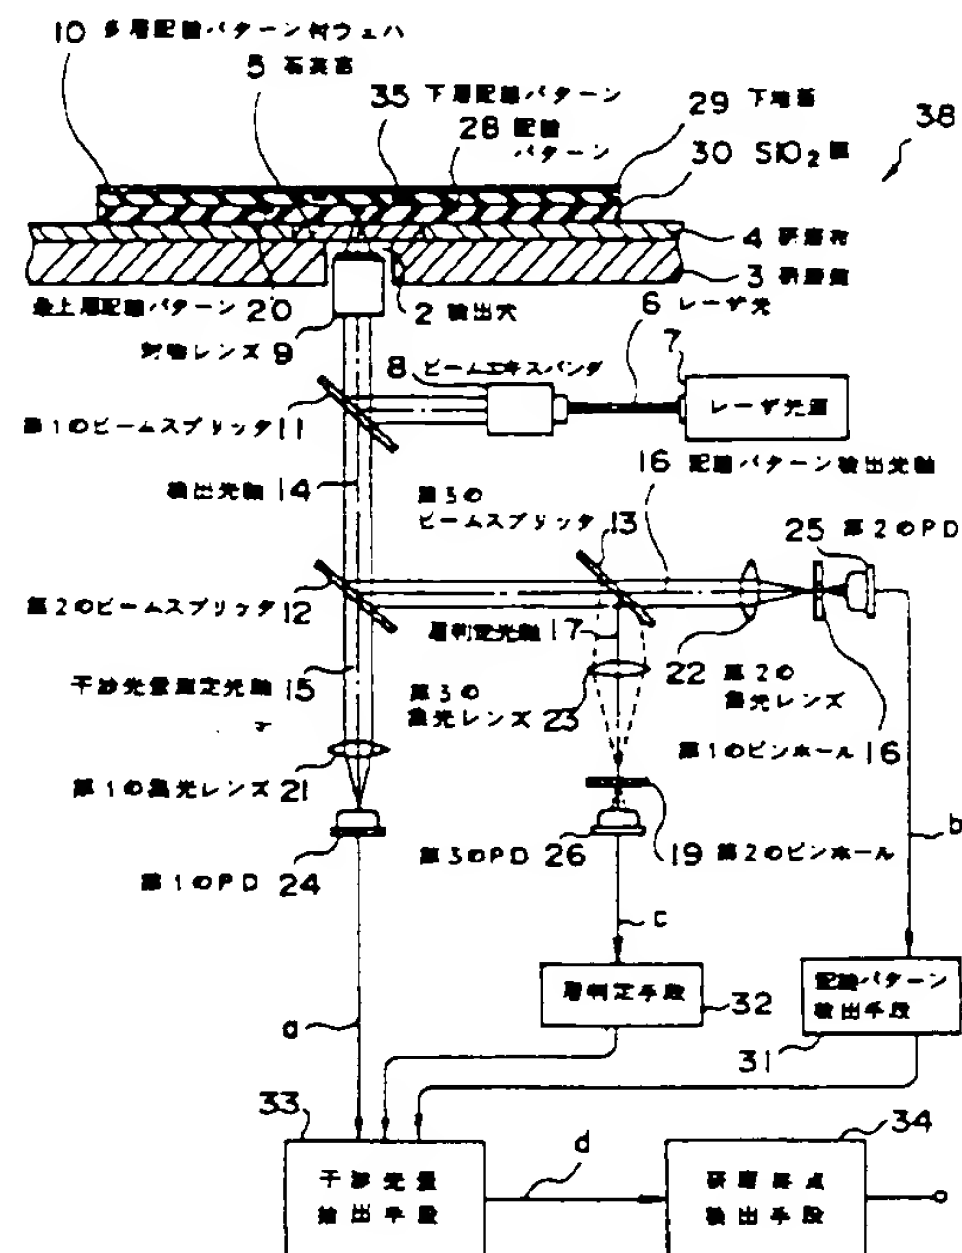 10 多層配線パターン付ウェハ
5 石英窓
35 下層配線パターン
28 配線
パターン
29 下地基
30 SiO2膜
38
4 研磨布
3 研磨盤
最上層配線パターン 20
2 検出穴
6 レーザ光
対物レンズ 9
8 ビームエキスパンダ
7
レーザ光源
第1のビームスプリッタ 11
16 配線パターン検出光軸
検出光軸 14
第3の
ビームスプリッタ 13
25 第2のPD
第2のビームスプリッタ 12
層判定光軸 17
22 第2の
集光レンズ
干渉光量測定光軸 15
第3の
集光レンズ 23
第1のピンホール 16
第1の集光レンズ 21
b
第3のPD 26
19 第2のピンホール
第1のPD 24
c
層判定手段
32
配線パターン
検出手段
31
a
33
34
干渉光量
抽出手段
d
研磨終点
検出手段